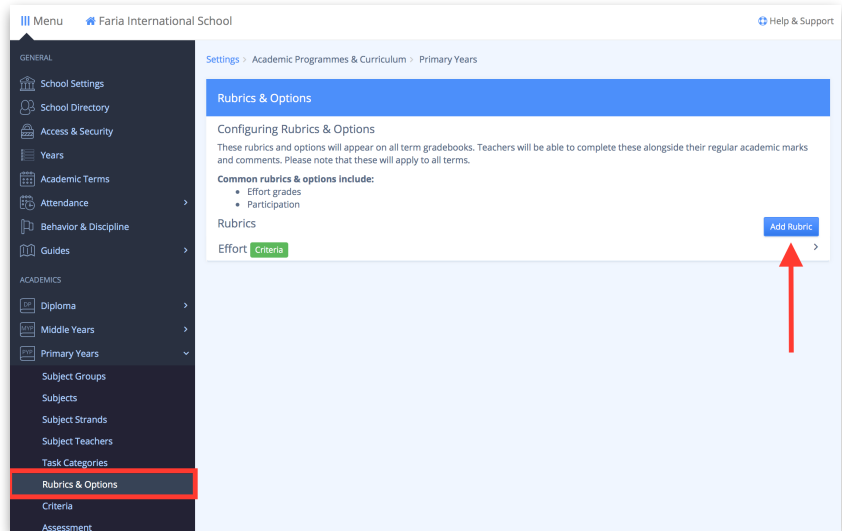 Menu
Faria International School
Help & Support
GENERAL
School Settings
School Directory
Access & Security
Years
Academic Terms
Attendance
Behavior & Discipline
Guides
ACADEMICS
DP Diploma
MYP Middle Years
PYP Primary Years
Subject Groups
Subjects
Subject Strands
Subject Teachers
Task Categories
Rubrics & Options
Criteria
Assessment
Settings > Academic Programmes & Curriculum > Primary Years
Rubrics & Options
Configuring Rubrics & Options
These rubrics and options will appear on all term gradebooks. Teachers will be able to complete these alongside their regular academic marks
and comments. Please note that these will apply to all terms.
Common rubrics & options include:
• Effort grades
• Participation
Rubrics
Add Rubric
Effort Criteria